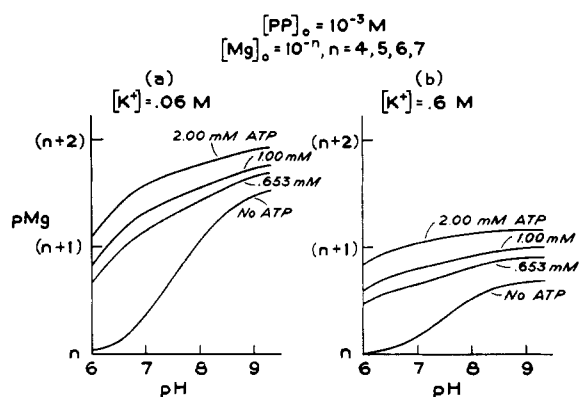 [PP]₀ = 10⁻³ M
[Mg]₀ = 10⁻ⁿ, n = 4, 5, 6, 7
(a)
[K⁺] = .06 M
(n+2)
2.00 mM ATP
1.00 mM
.653 mM
No ATP
pMg
(n+1)
n
6 7 8 9
pH
(b)
[K⁺] = .6 M
(n+2)
2.00 mM ATP
(n+1)
1.00 mM
.653 mM
No ATP
n
6 7 8 9
pH